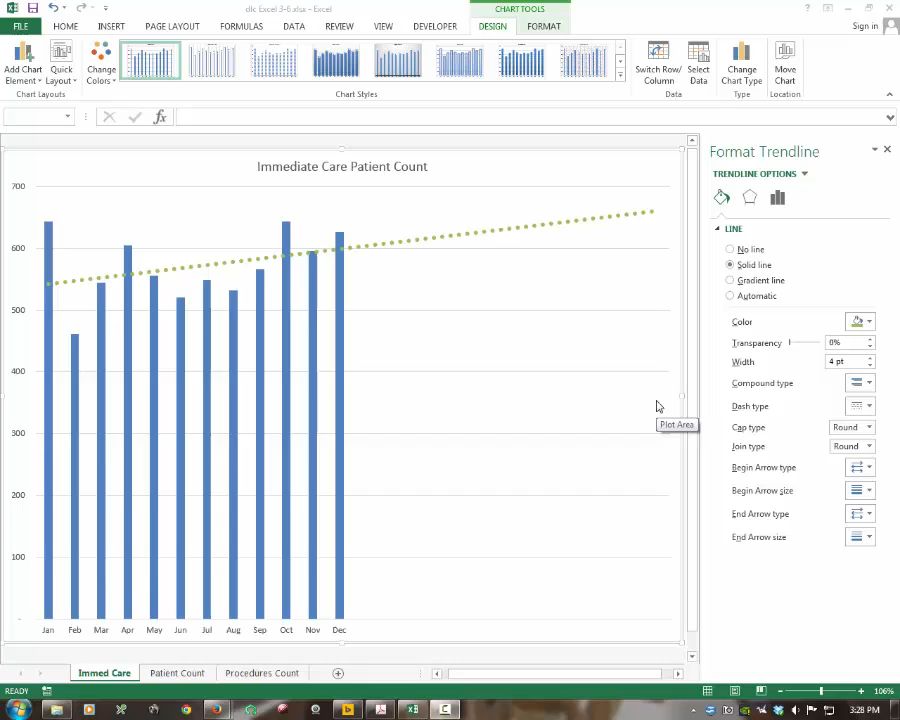 dlc Excel 3-6.xlsx - Excel
CHART TOOLS
FILE
HOME
INSERT
PAGE LAYOUT
FORMULAS
DATA
REVIEW
VIEW
DEVELOPER
DESIGN
FORMAT
Sign in
Add Chart
Element
Quick
Layout
Change
Colors
Switch Row/
Column
Select
Data
Change
Chart Type
Move
Chart
Chart Layouts
Chart Styles
Data
Type
Location
fx
Immediate Care Patient Count
700
600
500
400
300
200
100
-
Jan Feb Mar Apr May Jun Jul Aug Sep Oct Nov Dec
Plot Area
Format Trendline
TRENDLINE OPTIONS
LINE
No line
Solid line
Gradient line
Automatic
Color
Transparency 0%
Width 4 pt
Compound type
Dash type
Cap type Round
Join type Round
Begin Arrow type
Begin Arrow size
End Arrow type
End Arrow size
Immed Care
Patient Count
Procedures Count
READY
106%
3:28 PM